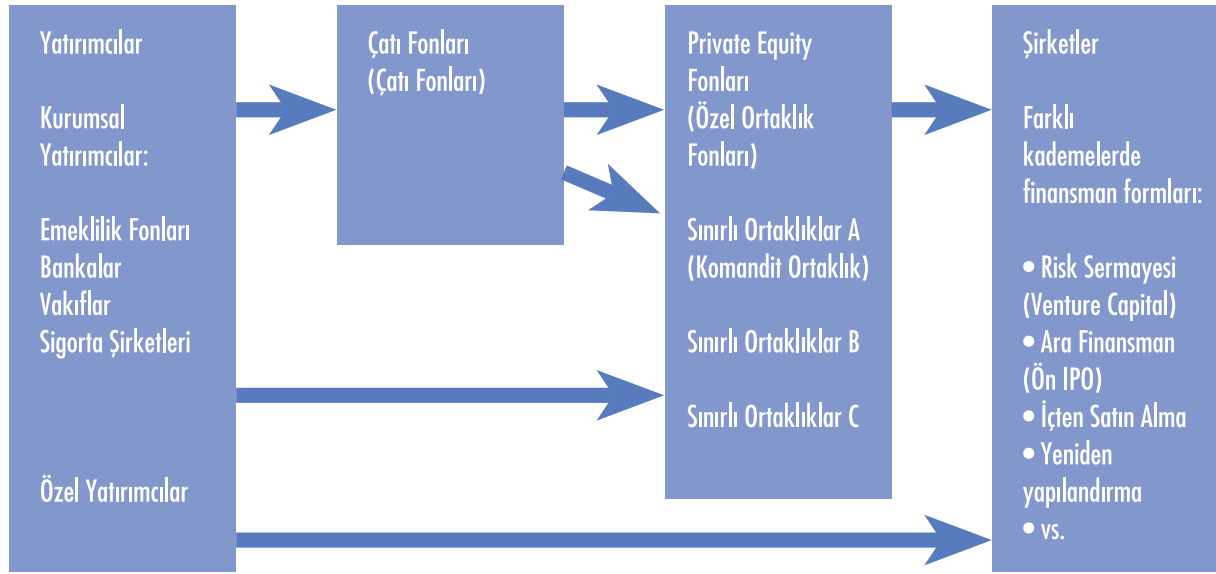 Yatırımcılar
Kurumsal
Yatırımcılar:
Emeklilik Fonları
Bankalar
Vakıflar
Sigorta Şirketleri
Özel Yatırımcılar
Çatı Fonları
(Çatı Fonları)
Private Equity
Fonları
(Özel Ortaklık
Fonları)
Sınırlı Ortaklıklar A
(Komandit Ortaklık)
Sınırlı Ortaklıklar B
Sınırlı Ortaklıklar C
Şirketler
Farklı
kademelerde
finansman formları:
• Risk Sermayesi
(Venture Capital)
• Ara Finansman
(Ön IPO)
• İçten Satın Alma
• Yeniden
yapılandırma
• vs.